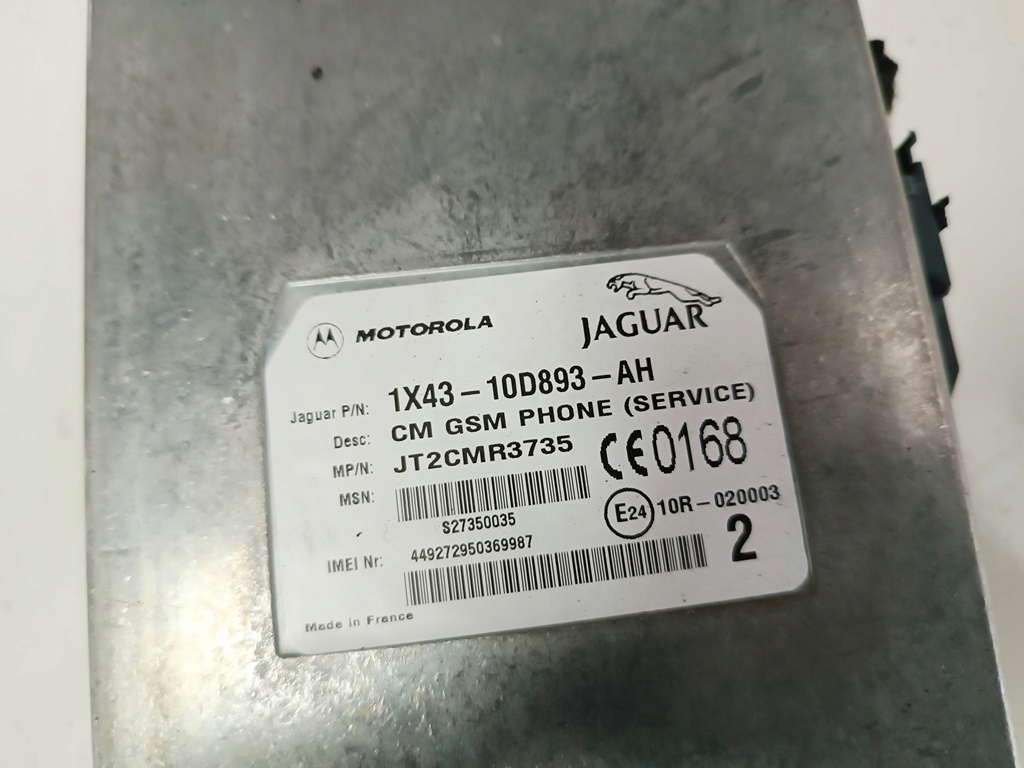 MOTOROLA
JAGUAR
Jaguar P/N: 1X43-10D893-AH
Desc: CM GSM PHONE (SERVICE)
MP/N: JT2CMR3735
CE0168
MSN:
S27350035
E24 10R-020003
IMEI Nr: 449272950369987
2
Made in France